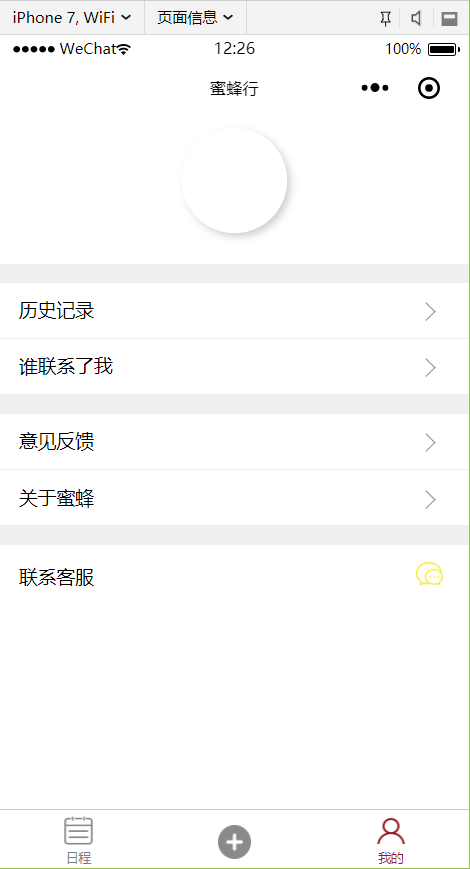 iPhone 7, WiFi 页面信息
WeChat 12:26 100%
蜜蜂行
历史记录
谁联系了我
意见反馈
关于蜜蜂
联系客服
日程 我的